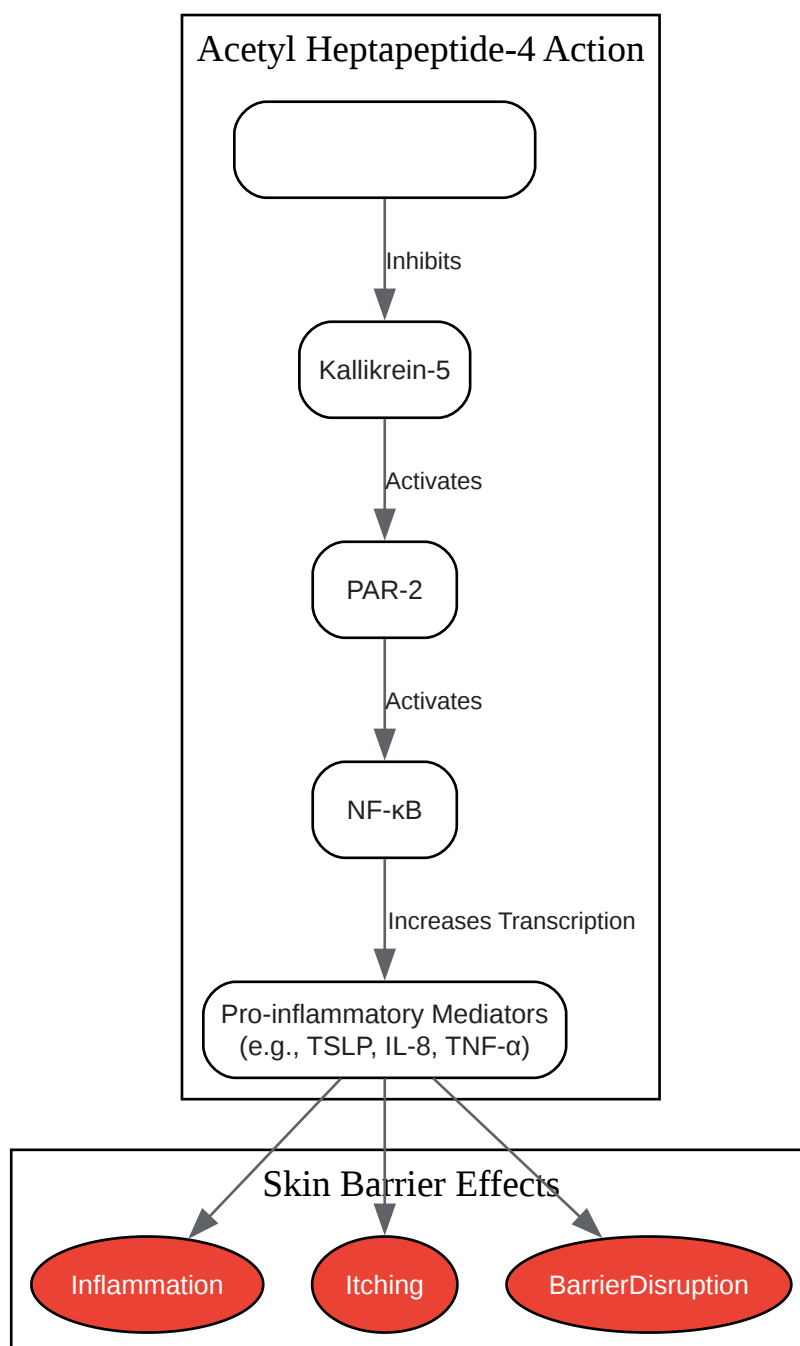 Acetyl Heptapeptide-4 Action
Inhibits
Kallikrein-5
Activates
PAR-2
Activates
NF-κB
Increases Transcription
Pro-inflammatory Mediators
(e.g., TSLP, IL-8, TNF-α)
Skin Barrier Effects
Inflammation
Itching
BarrierDisruption